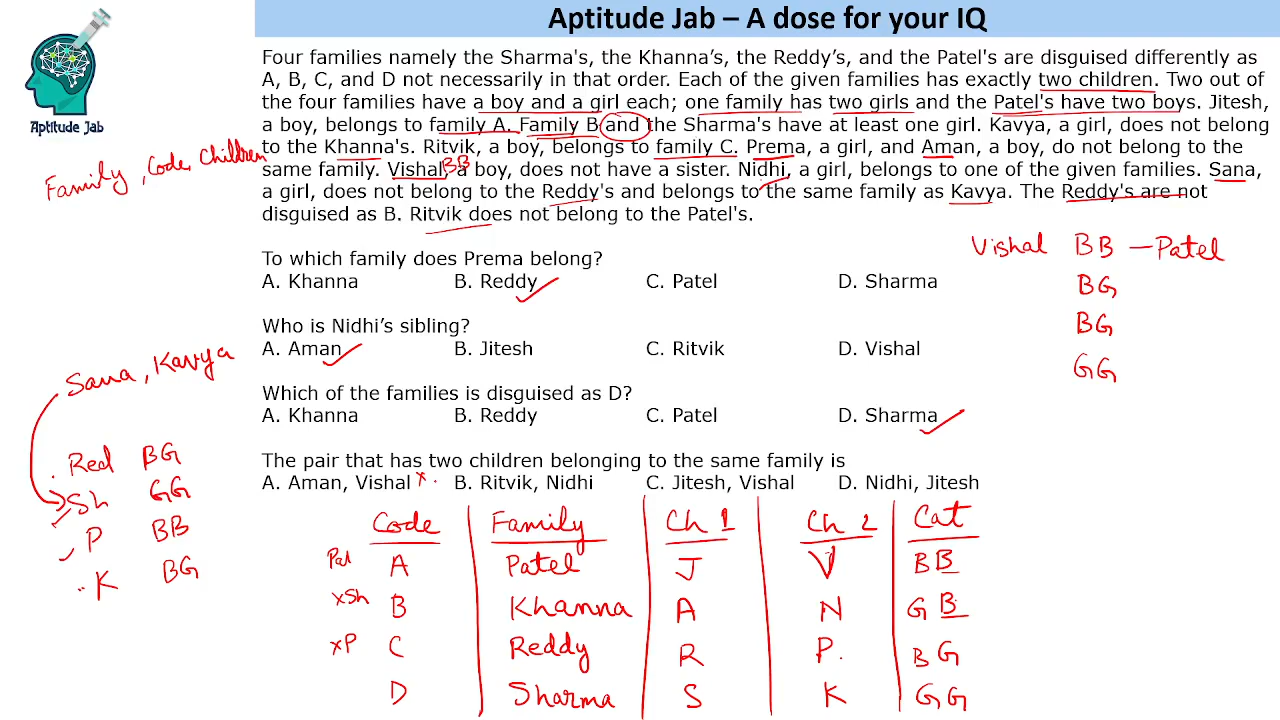 Aptitude Jab – A dose for your IQ
Aptitude Jab
Four families namely the Sharma's, the Khanna’s, the Reddy’s, and the Patel's are disguised differently as
A, B, C, and D not necessarily in that order. Each of the given families has exactly two children. Two out of
the four families have a boy and a girl each; one family has two girls and the Patel's have two boys. Jitesh,
a boy, belongs to family A. Family B and the Sharma's have at least one girl. Kavya, a girl, does not belong
to the Khanna's. Ritvik, a boy, belongs to family C. Prema, a girl, and Aman, a boy, do not belong to the
same family. Vishal, a boy, does not have a sister. Nidhi, a girl, belongs to one of the given families. Sana,
a girl, does not belong to the Reddy's and belongs to the same family as Kavya. The Reddy's are not
disguised as B. Ritvik does not belong to the Patel's.
BB
Family, Code, Children
Vishal BB – Patel
BG
BG
GG
To which family does Prema belong?
A. Khanna B. Reddy C. Patel D. Sharma
Who is Nidhi’s sibling?
A. Aman B. Jitesh C. Ritvik D. Vishal
Which of the families is disguised as D?
A. Khanna B. Reddy C. Patel D. Sharma
The pair that has two children belonging to the same family is
A. Aman, Vishal x B. Ritvik, Nidhi C. Jitesh, Vishal D. Nidhi, Jitesh
Sana, Kavya
Red BG
Sh GG
P BB
K BG
Code Family Ch 1 Ch 2 Cat
Pat A Patel J V BB
xSh B Khanna A N GB
xP C Reddy R P BG
D Sharma S K GG